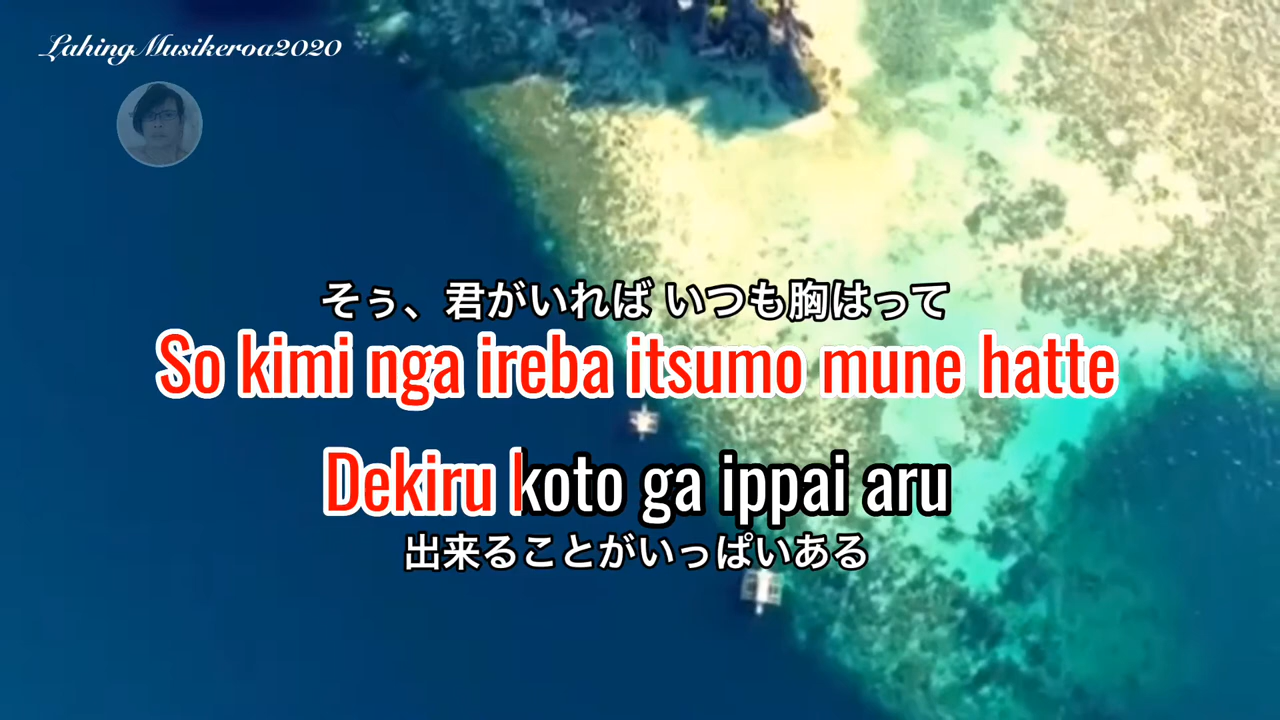 LahingMusikeroa2020
そぅ、君がいれば いつも胸はって
So kimi nga ireba itsumo mune hatte
Dekiru koto ga ippai aru
出来ることがいっぱいある